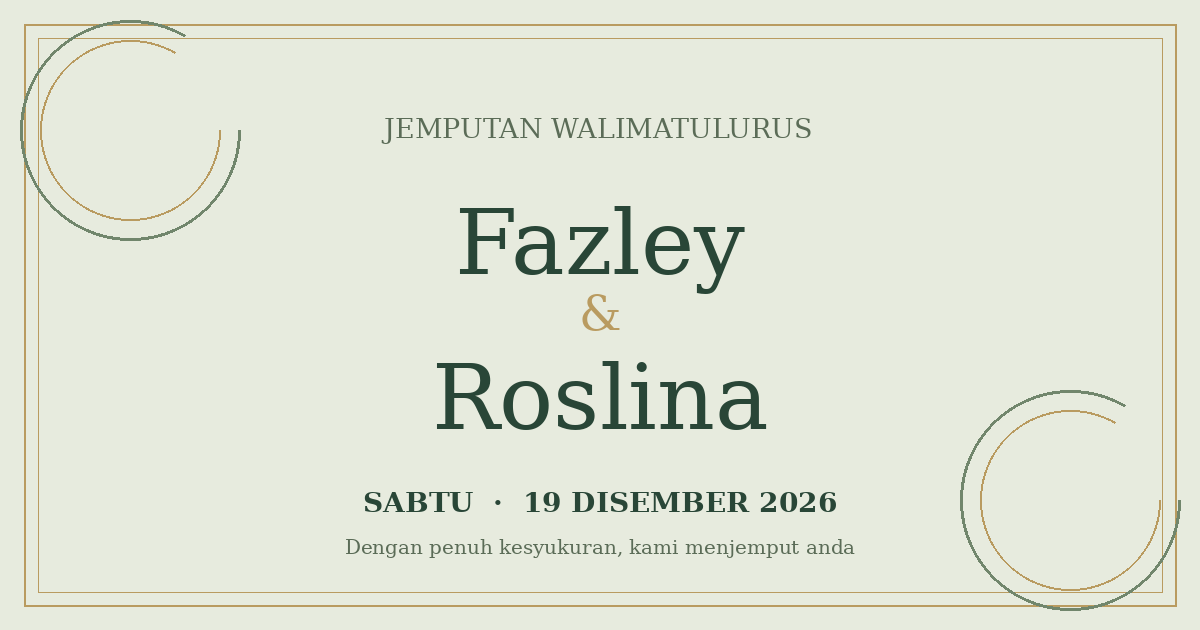 JEMPUTAN WALIMATULURUS
Fazley
&
Roslina
SABTU · 19 DISEMBER 2026
Dengan penuh kesyukuran, kami menjemput anda